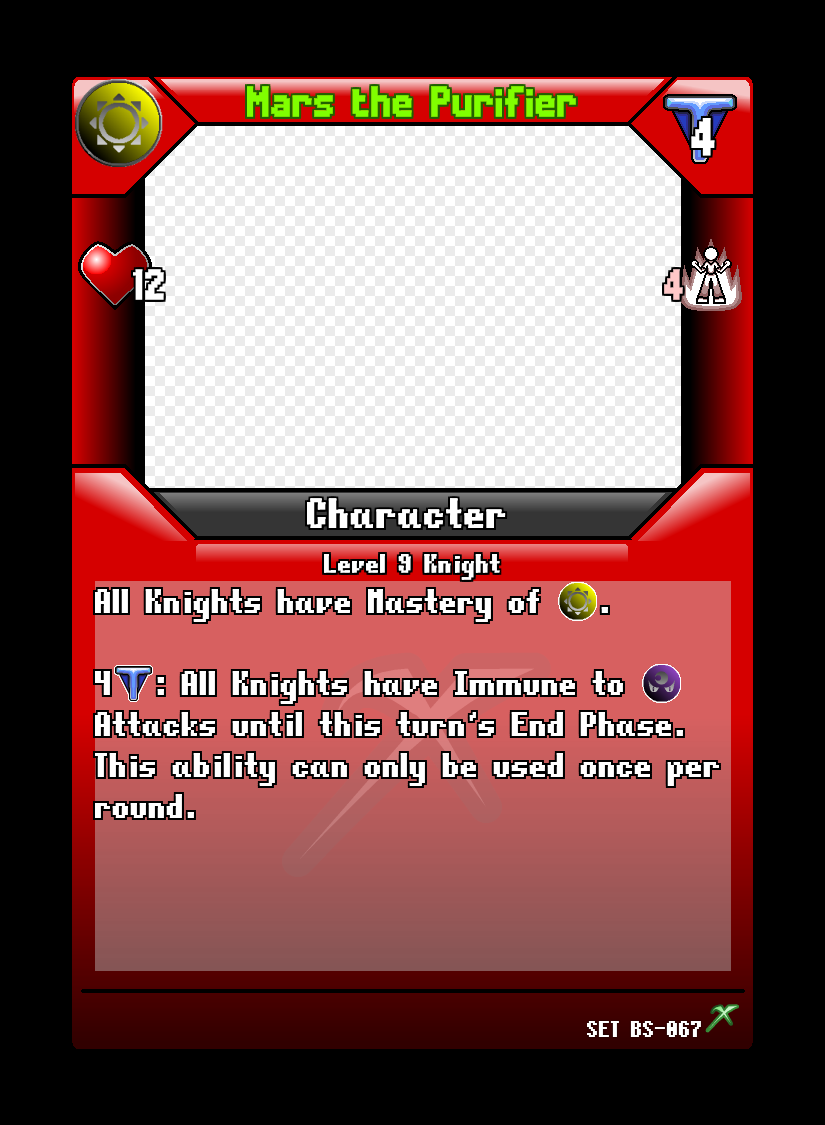 Mars the Purifier
4
12
4
Character
Level 9 Knight
All Knights have Mastery of .
4T: All Knights have Immune to
Attacks until this turn's End Phase.
This ability can only be used once per
round.
SET BS-067